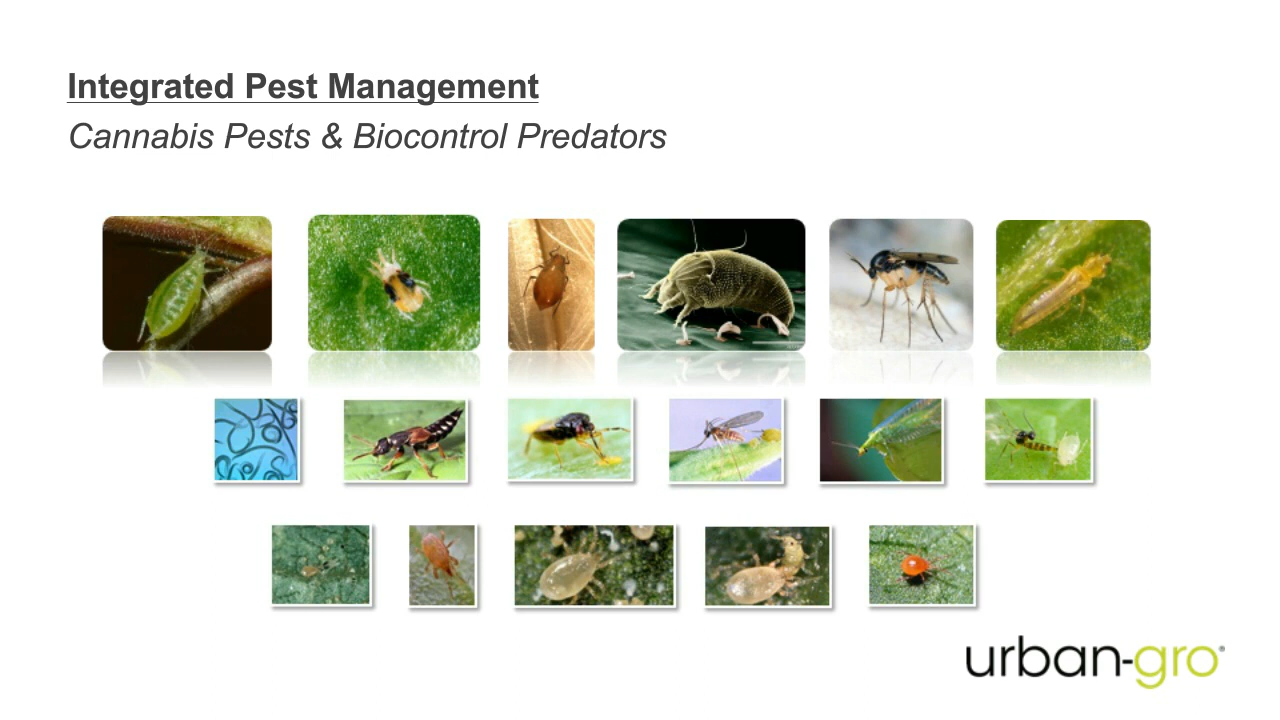 Integrated Pest Management
Cannabis Pests & Biocontrol Predators
urban-gro®